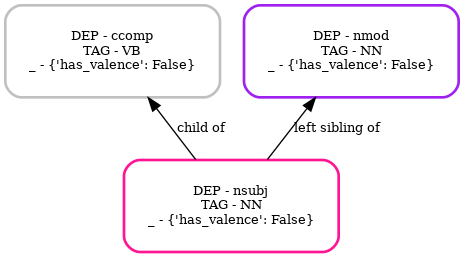 DEP - ccomp
TAG - VB
_ - {'has_valence': False}
DEP - nmod
TAG - NN
_ - {'has_valence': False}
child of
left sibling of
DEP - nsubj
TAG - NN
_ - {'has_valence': False}